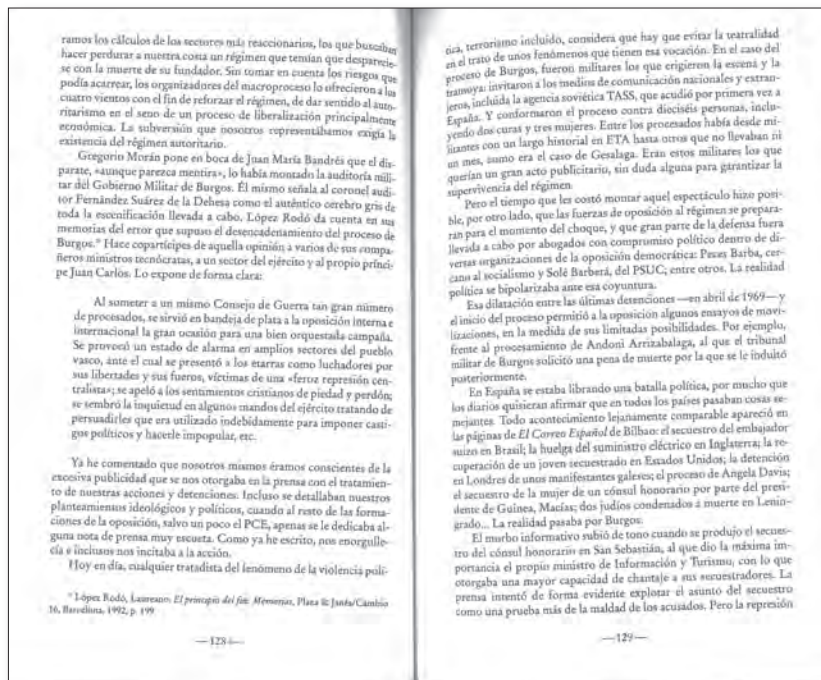 ramos los cálculos de los sectores más reaccionarios, los que buscaban
hacer perdurar a nuestra costa un régimen que temían que desparecie-
se con la muerte de su fundador. Sin tomar en cuenta los riesgos que
podía acarrear, los organizadores del macroproceso lo ofrecieron a los
cuatro vientos con el fin de reforzar el régimen, de dar sentido al auto-
ritarismo en el seno de un proceso de liberalización principalmente
económica. La subversión que nosotros representábamos exigía la
existencia del régimen autoritario.
Gregorio Morán pone en boca de Juan María Bandrés que el dis-
parate, «aunque parezca mentira», lo había montado la auditoría mili-
tar del Gobierno Militar de Burgos. Él mismo señala al coronel audi-
tor Fernández Suárez de la Dehesa como el auténtico cerebro gris de
toda la escenificación llevada a cabo. López Rodó da cuenta en sus
memorias del error que supuso el desencadenamiento del proceso de
Burgos.* Hace copartícipes de aquella opinión a varios de sus compa-
ñeros ministros tecnócratas, a un sector del ejército y al propio prínci-
pe Juan Carlos. Lo expone de forma clara:
Al someter a un mismo Consejo de Guerra tan gran número
de procesados, se sirvió en bandeja de plata a la oposición interna e
internacional la gran ocasión para una bien orquestada campaña.
Se provocó un estado de alarma en amplios sectores del pueblo
vasco, ante el cual se presentó a los etarras como luchadores por
sus libertades y sus fueros, víctimas de una «feroz represión cen-
tralista»; se apeló a los sentimientos cristianos de piedad y perdón;
se sembró la inquietud en algunos mandos del ejército tratando de
persuadirles que era utilizado indebidamente para imponer casti-
gos políticos y hacerle impopular, etc.
Ya he comentado que nosotros mismos éramos conscientes de la
excesiva publicidad que se nos otorgaba en la prensa con el tratamien-
to de nuestras acciones y detenciones. Incluso se detallaban nuestros
planteamientos ideológicos y políticos, cuando al resto de las forma-
ciones de la oposición, salvo un poco el PCE, apenas se le dedicaba al-
guna nota de prensa muy escueta. Como ya he escrito, nos enorgulle-
cía e inclusos nos incitaba a la acción.
Hoy en día, cualquier tratadista del fenómeno de la violencia polí-
* López Rodó, Laureano: El principio del fin: Memorias, Plaza & Janés/Cambio
16, Barcelona, 1992, p. 199
—128—
tica, terrorismo incluido, considera que hay que evitar la teatralidad
en el trato de unos fenómenos que tienen esa vocación. En el caso del
proceso de Burgos, fueron militares los que erigieron la escena y la
tramoya: invitaron a los medios de comunicación nacionales y extran-
jeros, incluida la agencia soviética TASS, que acudió por primera vez a
España. Y conformaron el proceso contra dieciséis personas, inclu-
yendo dos curas y tres mujeres. Entre los procesados había desde mi-
litantes con un largo historial en ETA hasta otros que no llevaban ni
un mes, como era el caso de Gesalaga. Eran estos militares los que
querían un gran acto publicitario, sin duda alguna para garantizar la
supervivencia del régimen.
Pero el tiempo que les costó montar aquel espectáculo hizo posi-
ble, por otro lado, que las fuerzas de oposición al régimen se prepara-
ran para el momento del choque, y que gran parte de la defensa fuera
llevada a cabo por abogados con compromiso político dentro de di-
versas organizaciones de la oposición democrática: Peces Barba, cer-
cano al socialismo y Solé Barberá, del PSUC; entre otros. La realidad
política se bipolarizaba ante esa coyuntura.
Esa dilatación entre las últimas detenciones —en abril de 1969— y
el inicio del proceso permitió a la oposición algunos ensayos de movi-
lizaciones, en la medida de sus limitadas posibilidades. Por ejemplo,
frente al procesamiento de Andoni Arrizabalaga, al que el tribunal
militar de Burgos solicitó una pena de muerte por la que se le indultó
posteriormente.
En España se estaba librando una batalla política, por mucho que
los diarios quisieran afirmar que en todos los países pasaban cosas se-
mejantes. Todo acontecimiento lejanamente comparable apareció en
las páginas de El Correo Español de Bilbao: el secuestro del embajador
suizo en Brasil; la huelga del suministro eléctrico en Inglaterra; la re-
cuperación de un joven secuestrado en Estados Unidos; la detención
en Londres de unos manifestantes galeses; el proceso de Angela Davis;
el secuestro de la mujer de un cónsul honorario por parte del presi-
dente de Guinea, Macías; dos judíos condenados a muerte en Lenin-
grado... La realidad pasaba por Burgos.
El morbo informativo subió de tono cuando se produjo el secues-
tro del cónsul honorario en San Sebastián, al que dio la máxima im-
portancia el propio ministro de Información y Turismo, con lo que
otorgaba una mayor capacidad de chantaje a sus secuestradores. La
prensa intentó de forma evidente explotar el asunto del secuestro
como una prueba más de la maldad de los acusados. Pero la represión
—129—